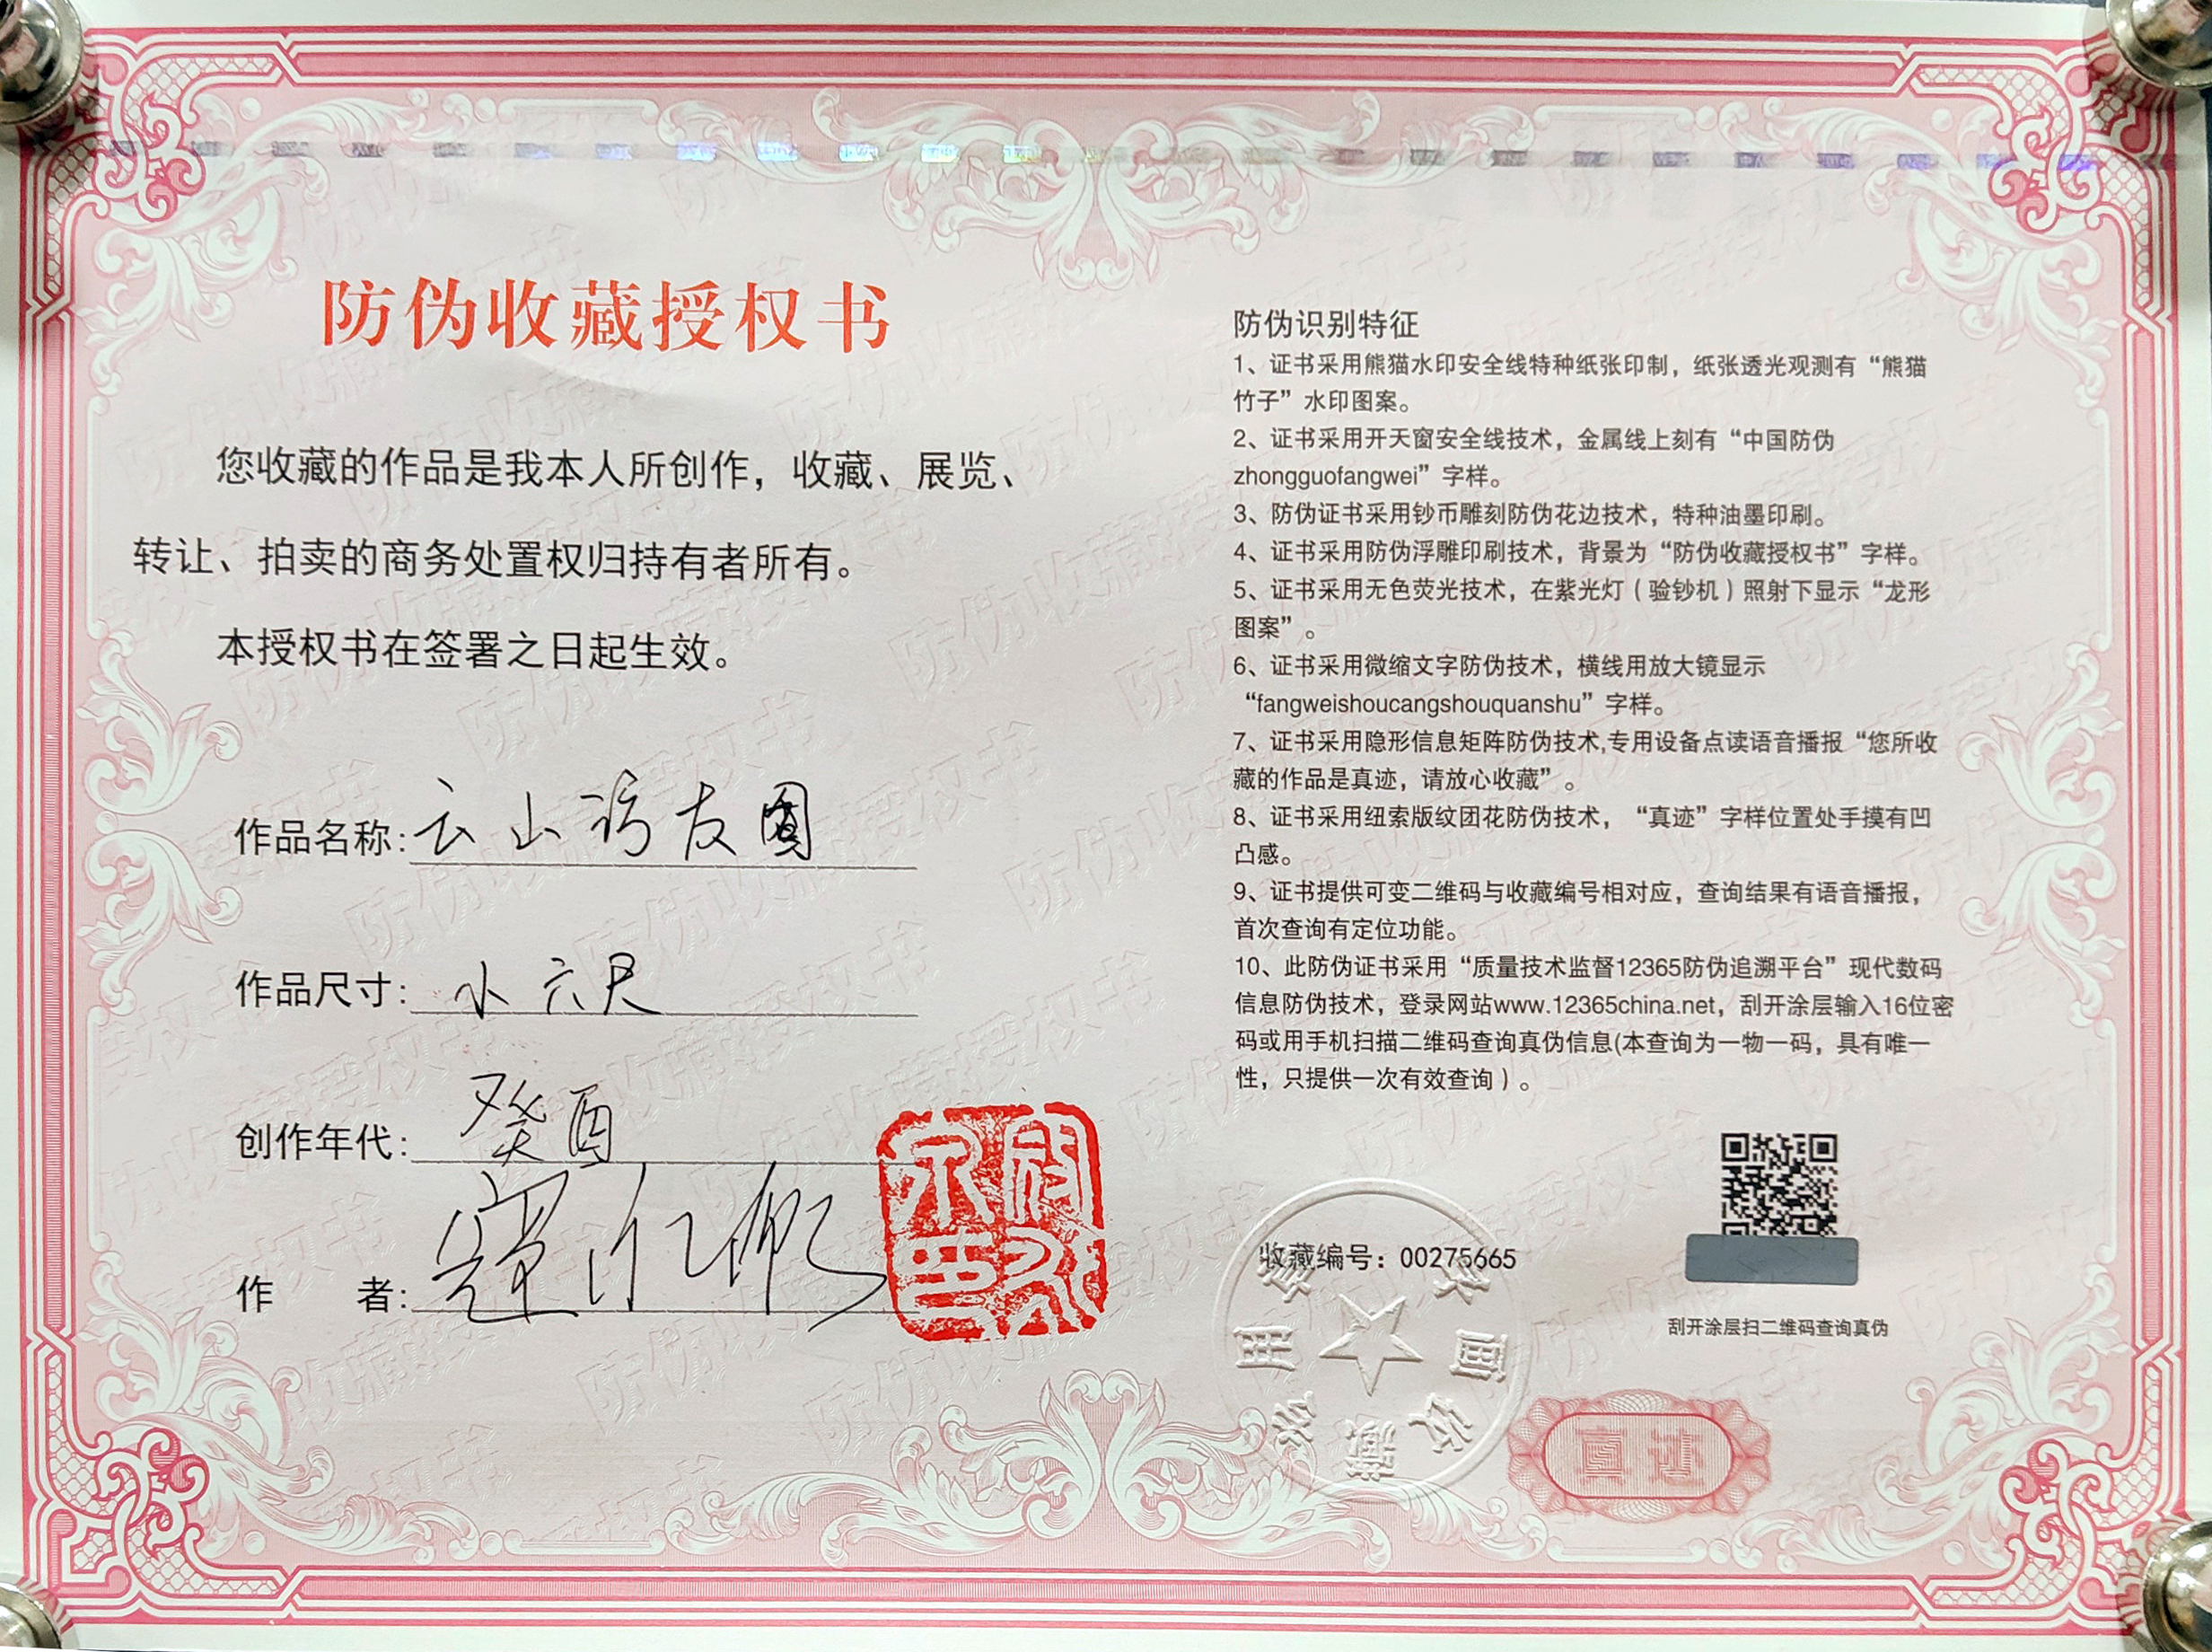 防伪收藏授权书
您收藏的作品是我本人所创作，收藏、展览、
转让、拍卖的商务处置权归持有者所有。
本授权书在签署之日起生效。
作品名称:云山访友图
作品尺寸:小六尺
创作年代:癸酉
作 者:
防伪识别特征
1、证书采用熊猫水印安全线特种纸张印制，纸张透光观测有“熊猫
竹子”水印图案。
2、证书采用开天窗安全线技术，金属线上刻有“中国防伪
zhongguofangwei”字样。
3、防伪证书采用钞币雕刻防伪花边技术，特种油墨印刷。
4、证书采用防伪浮雕印刷技术，背景为“防伪收藏授权书”字样。
5、证书采用无色荧光技术，在紫光灯（验钞机）照射下显示“龙形
图案”。
6、证书采用微缩文字防伪技术，横线用放大镜显示
“fangweishoucangshouquanshu”字样。
7、证书采用隐形信息矩阵防伪技术,专用设备点读语音播报“您所收
藏的作品是真迹，请放心收藏”。
8、证书采用纽索版纹团花防伪技术，“真迹”字样位置处手摸有凹
凸感。
9、证书提供可变二维码与收藏编号相对应，查询结果有语音播报，
首次查询有定位功能。
10、此防伪证书采用“质量技术监督12365防伪追溯平台”现代数码
信息防伪技术，登录网站www.12365china.net，刮开涂层输入16位密
码或用手机扫描二维码查询真伪信息(本查询为一物一码，具有唯一
性，只提供一次有效查询）。
收藏编号：00275665
刮开涂层扫二维码查询真伪
真迹